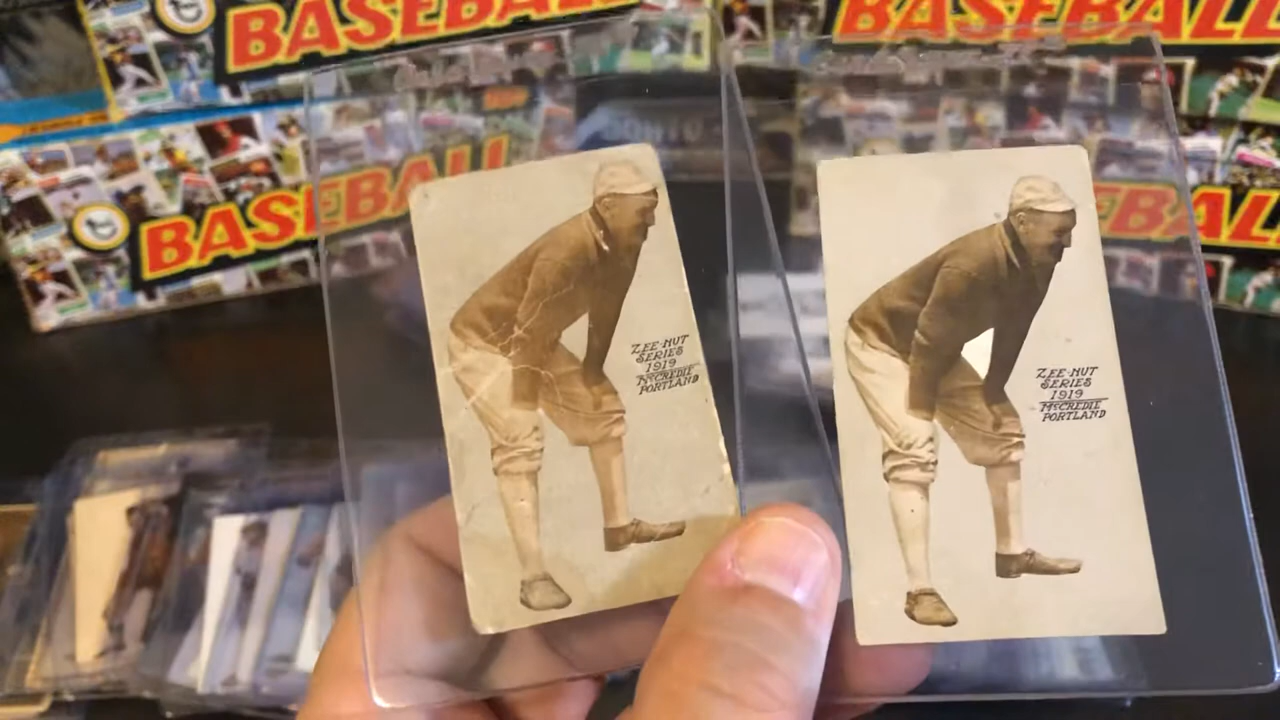 BASEBALL
BASEBALL
BASEBALL
BASEBALL
ZEE-NUT
SERIES
1919
McCREDIE
PORTLAND
ZEE-NUT
SERIES
1919
McCREDIE
PORTLAND